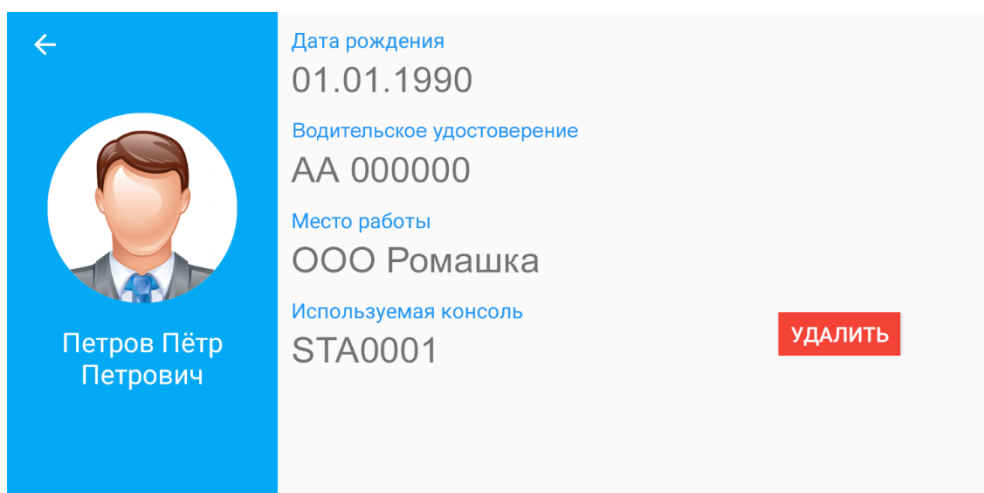 Дата рождения
01.01.1990
Водительское удостоверение
АА 000000
Место работы
ООО Ромашка
Используемая консоль
STA0001
УДАЛИТЬ
Петров Пётр
Петрович